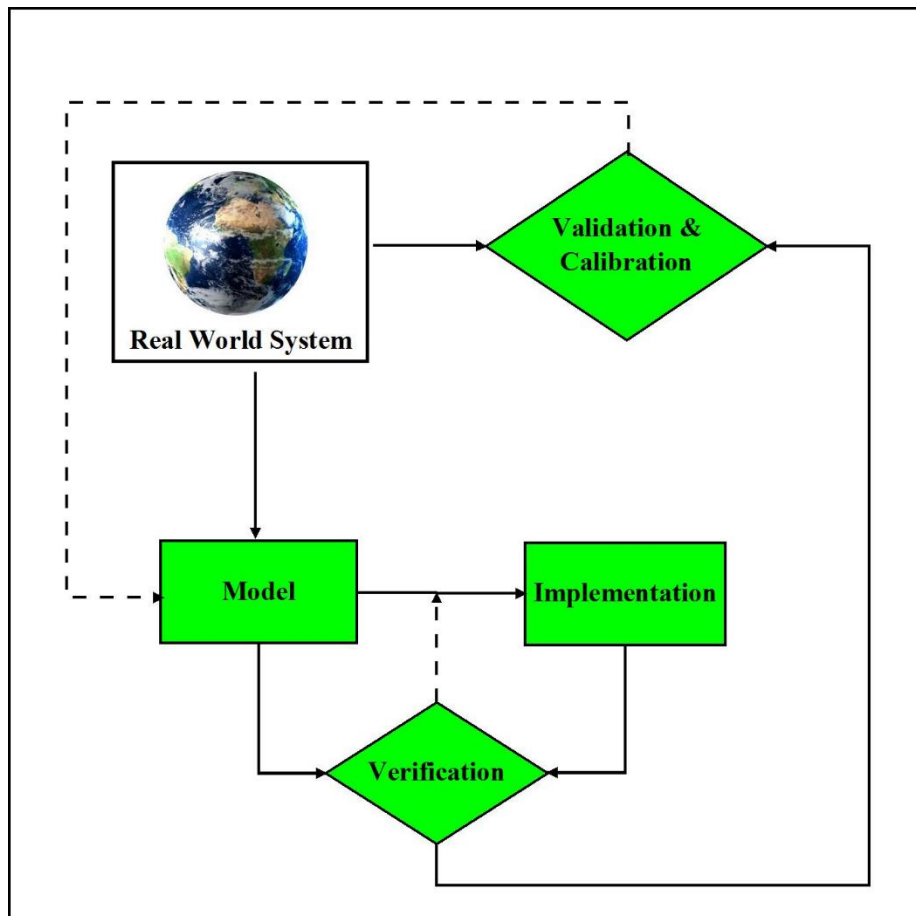 Validation &
Calibration
Real World System
Model
Implementation
Verification